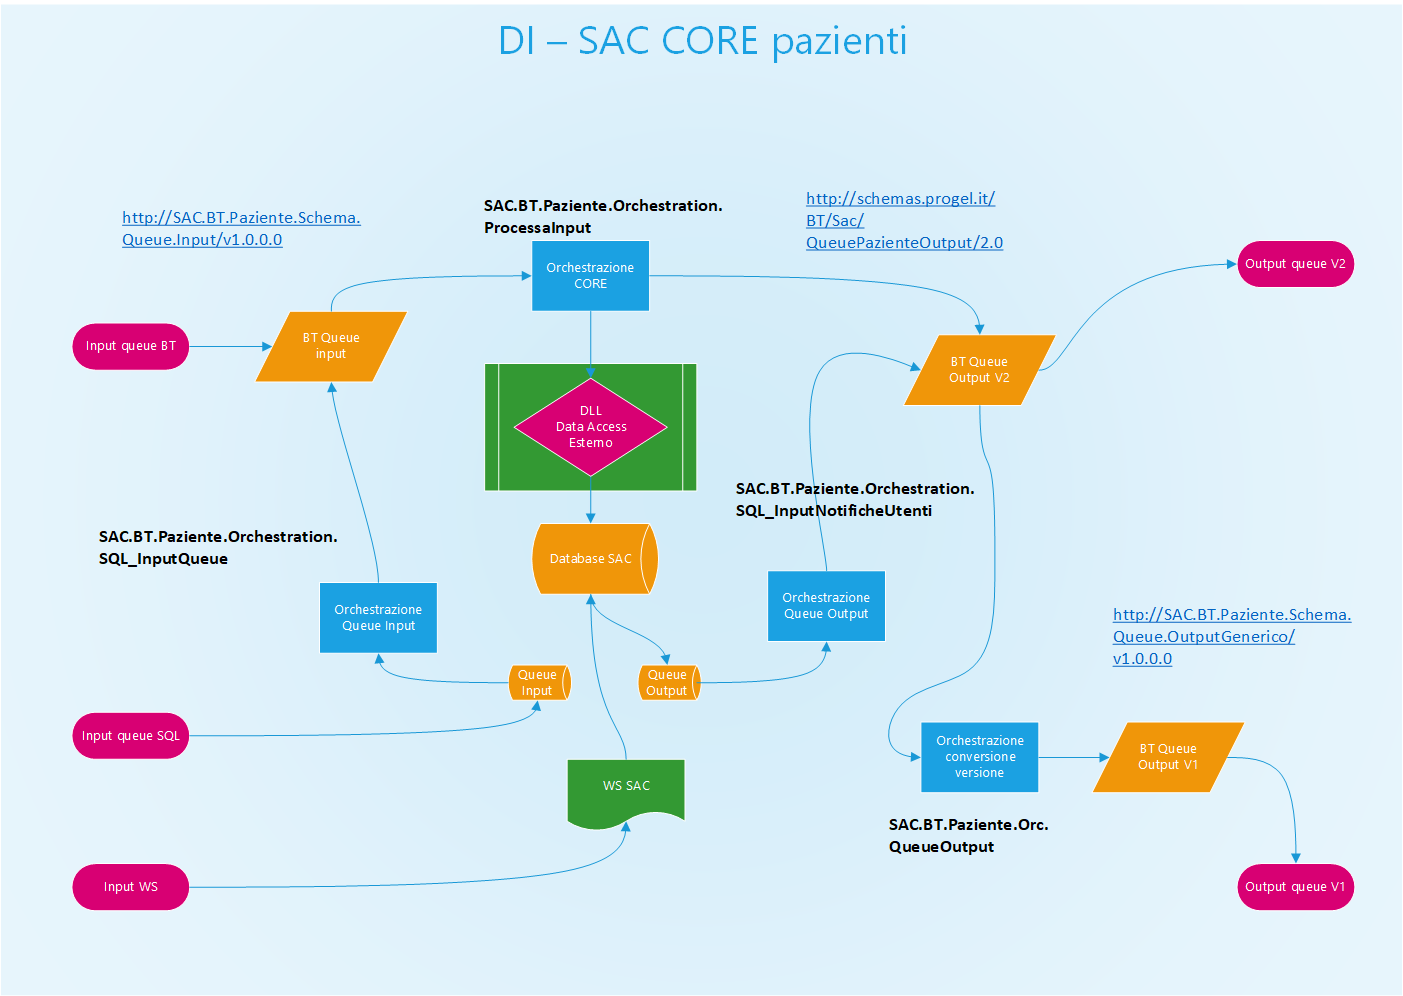 DI – SAC CORE pazienti
http://SAC.BT.Paziente.Schema.
Queue.Input/v1.0.0.0
SAC.BT.Paziente.Orchestration.
ProcessaInput
http://schemas.progel.it/
BT/Sac/
QueuePazienteOutput/2.0
Orchestrazione
CORE
Output queue V2
Input queue BT
BT Queue
input
BT Queue
Output V2
DLL
Data Access
Esterno
SAC.BT.Paziente.Orchestration.
SQL_InputNotificheUtenti
SAC.BT.Paziente.Orchestration.
SQL_InputQueue
Database SAC
Orchestrazione
Queue Input
Orchestrazione
Queue Output
http://SAC.BT.Paziente.Schema.
Queue.OutputGenerico/
v1.0.0.0
Queue
Input
Queue
Output
Input queue SQL
Orchestrazione
conversione
versione
BT Queue
Output V1
WS SAC
SAC.BT.Paziente.Orc.
QueueOutput
Input WS
Output queue V1